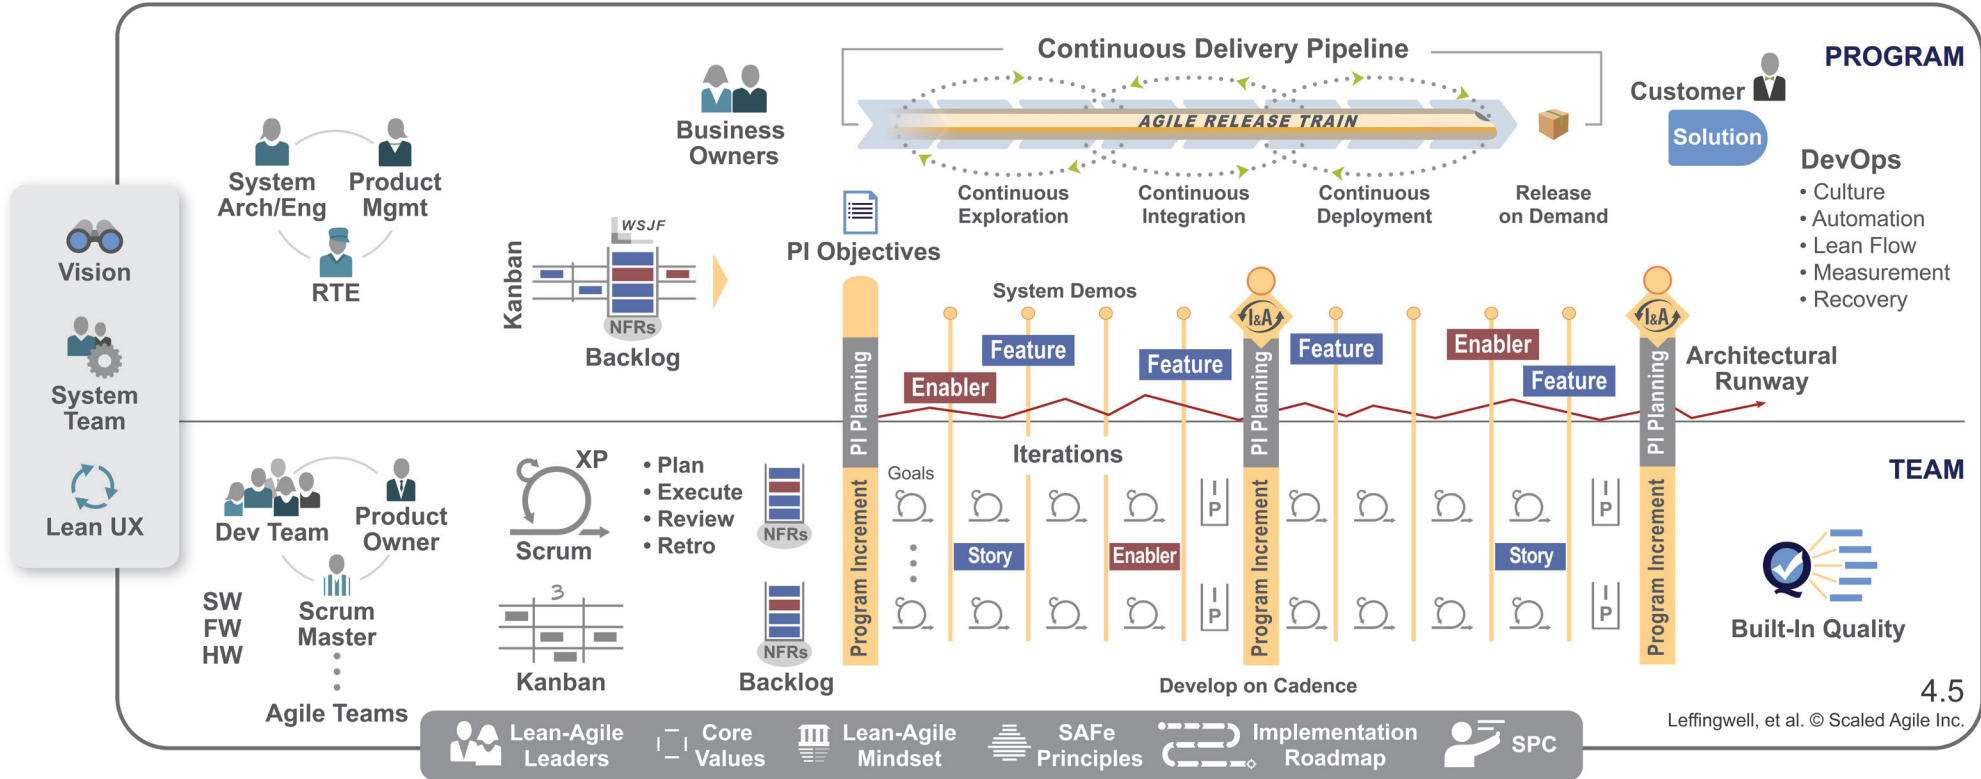 Continuous Delivery Pipeline
PROGRAM
Customer
Solution
Business
Owners
AGILE RELEASE TRAIN
Continuous
Exploration
Continuous
Integration
Continuous
Deployment
Release
on Demand
DevOps
• Culture
• Automation
• Lean Flow
• Measurement
• Recovery
System
Arch/Eng
Product
Mgmt
RTE
Vision
System
Team
Lean UX
Kanban
WSJF
NFRs
Backlog
PI Objectives
System Demos
I&A
I&A
Enabler
Feature
Feature
Feature
Enabler
Feature
Architectural
Runway
PI Planning
PI Planning
PI Planning
TEAM
Dev Team
Product
Owner
Scrum
Master
SW
FW
HW
Agile Teams
XP
Scrum
• Plan
• Execute
• Review
• Retro
3
Kanban
NFRs
NFRs
Backlog
Program Increment
Program Increment
Program Increment
Iterations
Goals
I
P
I
P
Story
Enabler
Story
I
P
I
P
Develop on Cadence
Built-In Quality
4.5
Leffingwell, et al. © Scaled Agile Inc.
Lean-Agile
Leaders
Core
Values
Lean-Agile
Mindset
SAFe
Principles
Implementation
Roadmap
SPC